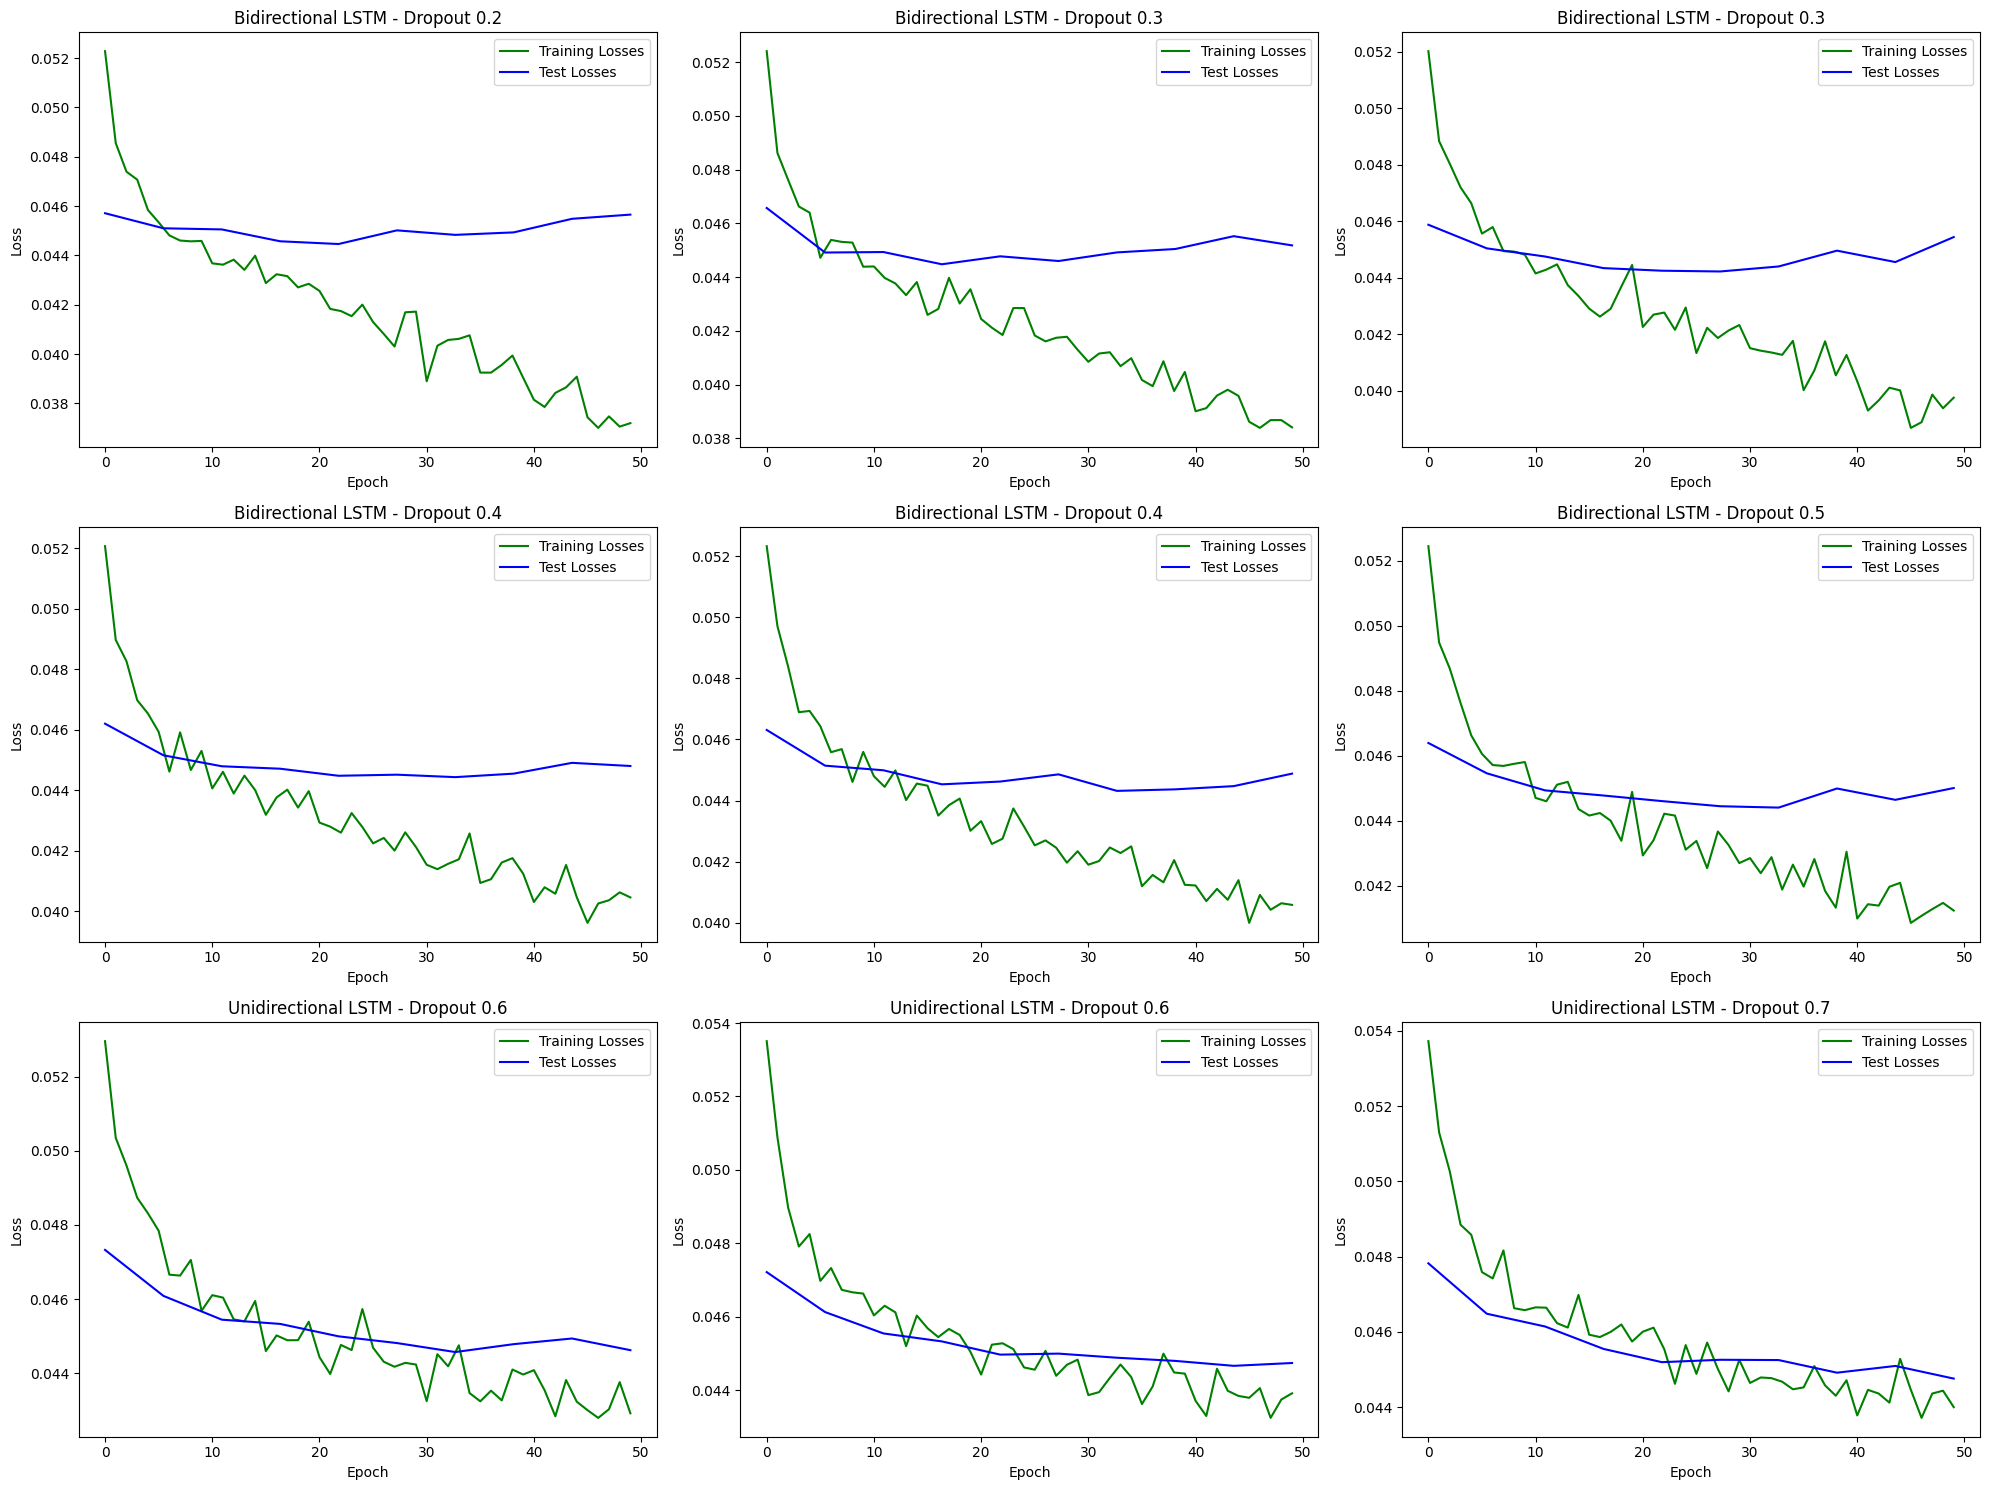 Bidirectional LSTM - Dropout 0.2
Training Losses
Test Losses
0.052
0.050
0.048
0.046
0.044
0.042
0.040
0.038
Loss
0 10 20 30 40 50
Epoch
Bidirectional LSTM - Dropout 0.3
Training Losses
Test Losses
0.052
0.050
0.048
0.046
0.044
0.042
0.040
0.038
Loss
0 10 20 30 40 50
Epoch
Bidirectional LSTM - Dropout 0.3
Training Losses
Test Losses
0.052
0.050
0.048
0.046
0.044
0.042
0.040
Loss
0 10 20 30 40 50
Epoch
Bidirectional LSTM - Dropout 0.4
Training Losses
Test Losses
0.052
0.050
0.048
0.046
0.044
0.042
0.040
Loss
0 10 20 30 40 50
Epoch
Bidirectional LSTM - Dropout 0.4
Training Losses
Test Losses
0.052
0.050
0.048
0.046
0.044
0.042
0.040
Loss
0 10 20 30 40 50
Epoch
Bidirectional LSTM - Dropout 0.5
Training Losses
Test Losses
0.052
0.050
0.048
0.046
0.044
0.042
Loss
0 10 20 30 40 50
Epoch
Unidirectional LSTM - Dropout 0.6
Training Losses
Test Losses
0.052
0.050
0.048
0.046
0.044
Loss
0 10 20 30 40 50
Epoch
Unidirectional LSTM - Dropout 0.6
Training Losses
Test Losses
0.054
0.052
0.050
0.048
0.046
0.044
Loss
0 10 20 30 40 50
Epoch
Unidirectional LSTM - Dropout 0.7
Training Losses
Test Losses
0.054
0.052
0.050
0.048
0.046
0.044
Loss
0 10 20 30 40 50
Epoch